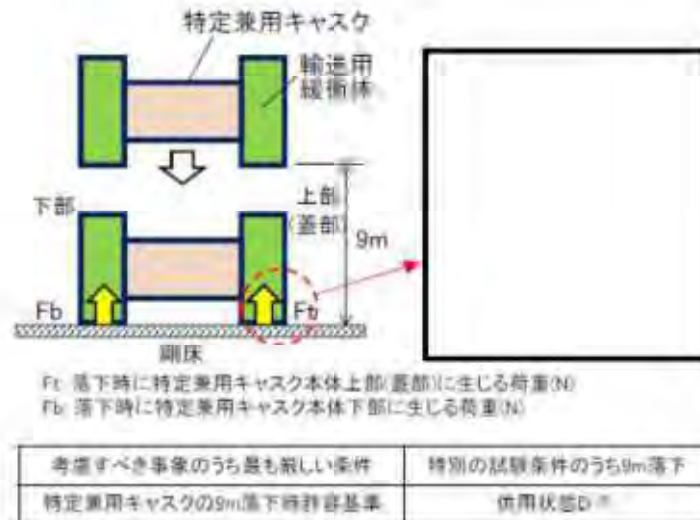 特定兼用キャスク
輸送用
緩衝体
下部
上部
(蓋部)
9m
Fb
Ft
剛床
Ft: 落下時に特定兼用キャスク本体上部(蓋部)に生じる荷重(N)
Fb: 落下時に特定兼用キャスク本体下部に生じる荷重(N)
考慮すべき事象のうち最も厳しい条件 特別の試験条件のうち9m落下
特定兼用キャスクの9m落下時許容基準 供用状態D